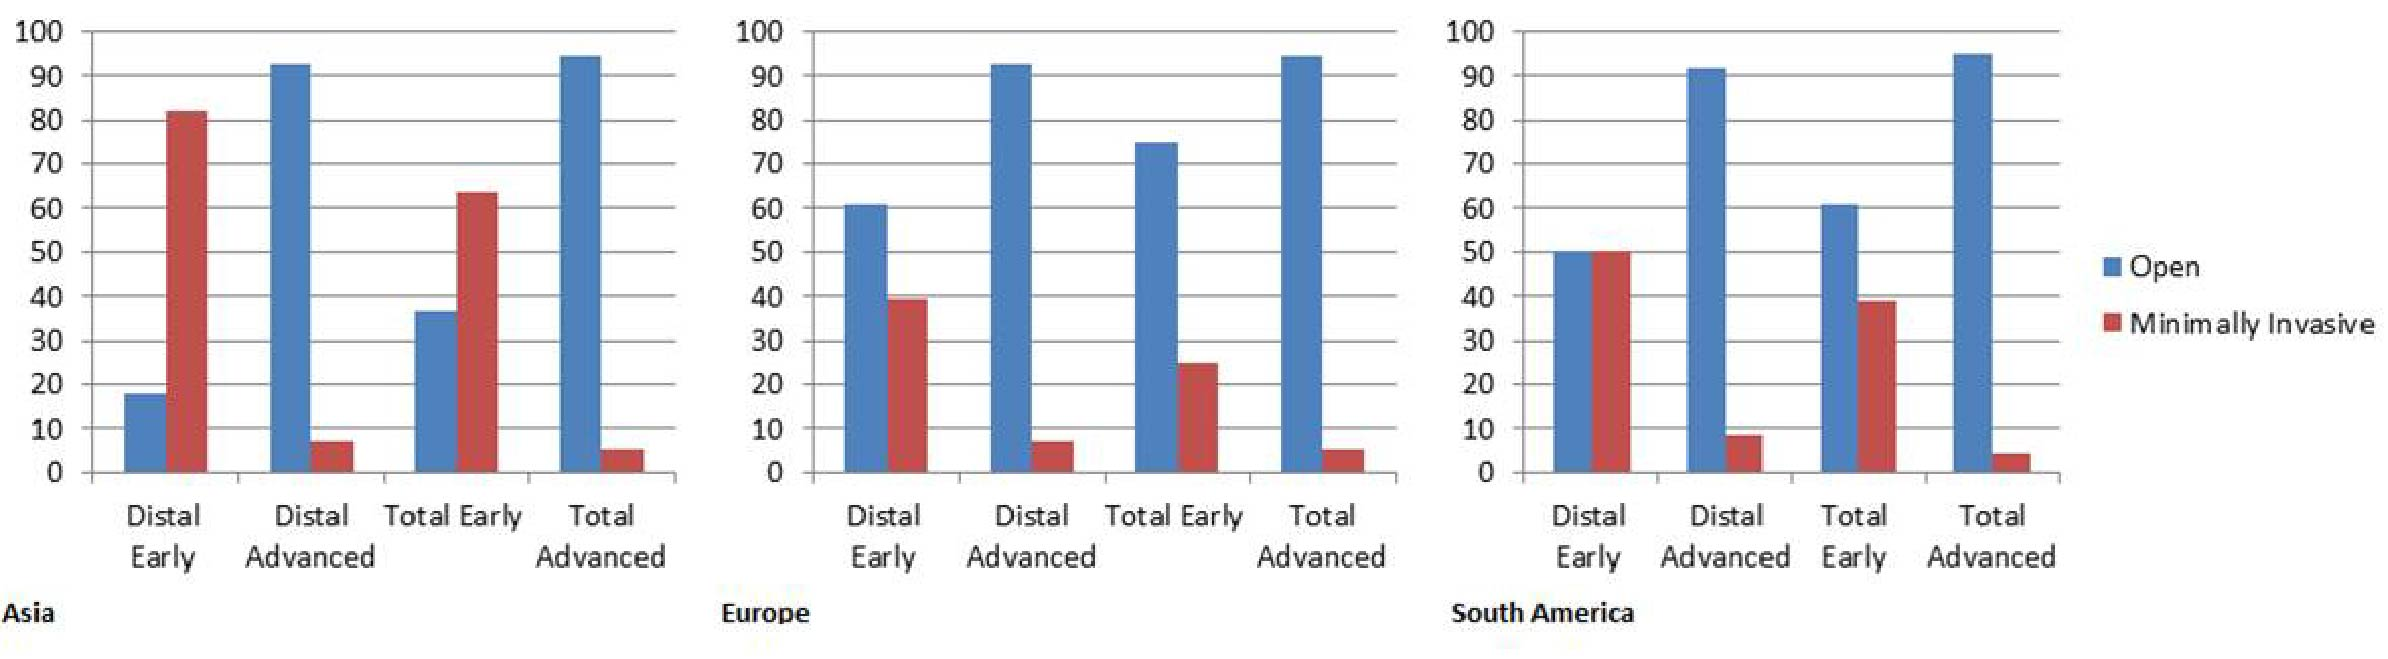 100
90
80
70
60
50
40
30
20
10
0
Distal Early
Distal Advanced
Total Early
Total Advanced
Asia
100
90
80
70
60
50
40
30
20
10
0
Distal Early
Distal Advanced
Total Early
Total Advanced
Europe
100
90
80
70
60
50
40
30
20
10
0
Distal Early
Distal Advanced
Total Early
Total Advanced
South America
Open
Minimally Invasive